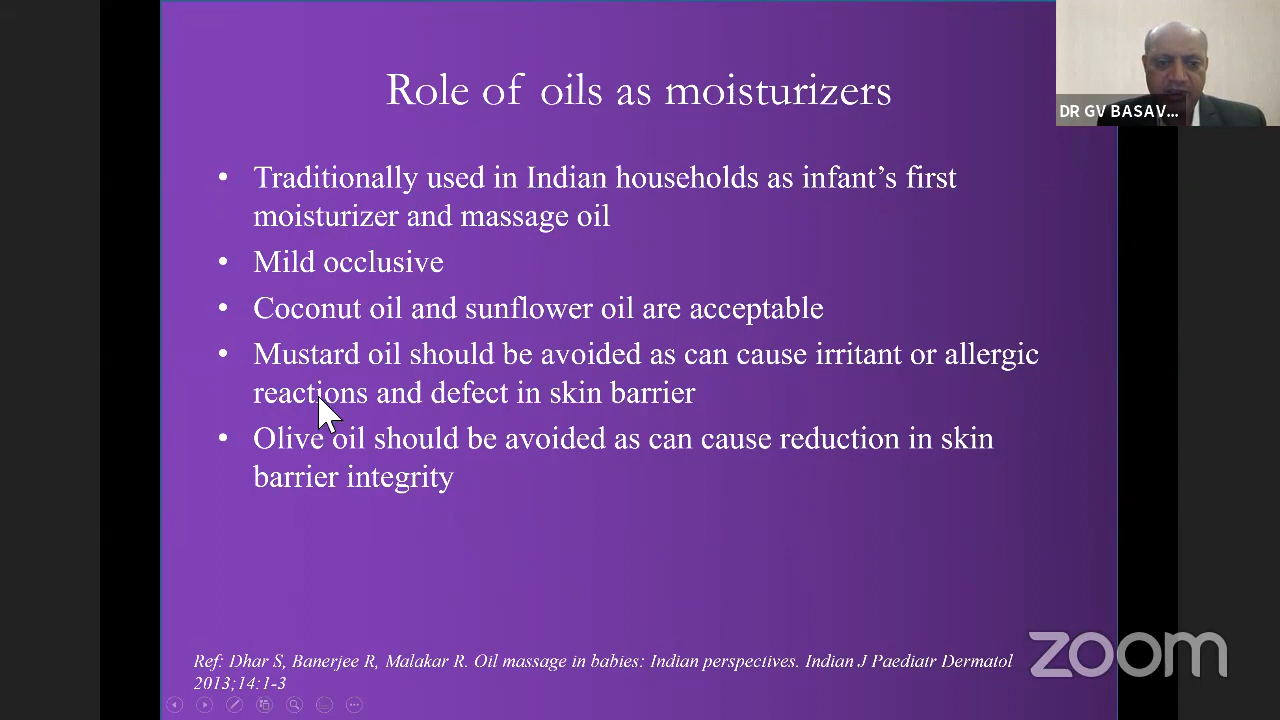 Role of oils as moisturizers
DR GV BASAV...
• Traditionally used in Indian households as infant’s first
moisturizer and massage oil
• Mild occlusive
• Coconut oil and sunflower oil are acceptable
• Mustard oil should be avoided as can cause irritant or allergic
reactions and defect in skin barrier
• Olive oil should be avoided as can cause reduction in skin
barrier integrity
Ref: Dhar S, Banerjee R, Malakar R. Oil massage in babies: Indian perspectives. Indian J Paediatr Dermatol
2013;14:1-3
zoom